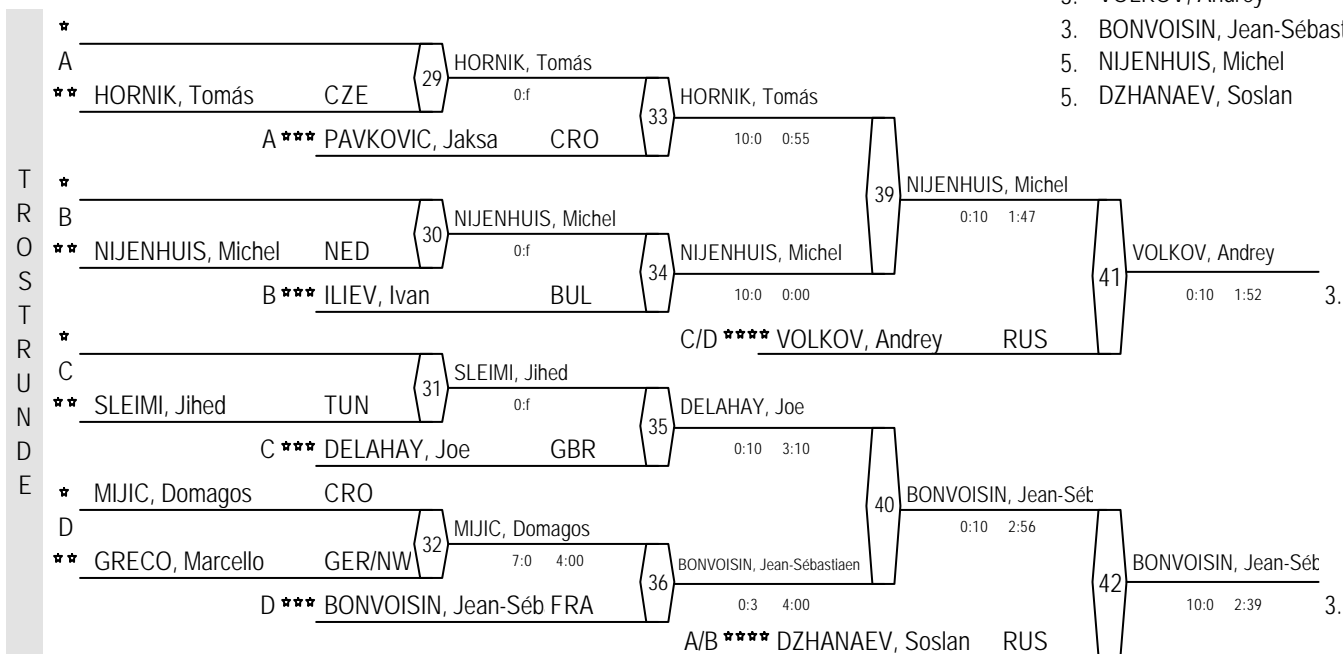 3. VOLKOV, Andrey
3. BONVOISIN, Jean-Sébast
5. NIJENHUIS, Michel
5. DZHANAEV, Soslan
TROSTRUNDE
*
A
** HORNIK, Tomás CZE
29
HORNIK, Tomás
0:f
A *** PAVKOVIC, Jaksa CRO
33
HORNIK, Tomás
10:0 0:55
*
B
** NIJENHUIS, Michel NED
30
NIJENHUIS, Michel
0:f
B *** ILIEV, Ivan BUL
34
NIJENHUIS, Michel
10:0 0:00
39
NIJENHUIS, Michel
0:10 1:47
C/D **** VOLKOV, Andrey RUS
41
VOLKOV, Andrey
0:10 1:52 3.
*
C
** SLEIMI, Jihed TUN
31
SLEIMI, Jihed
0:f
C *** DELAHAY, Joe GBR
35
DELAHAY, Joe
0:10 3:10
* MIJIC, Domagos CRO
D
** GRECO, Marcello GER/NW
32
MIJIC, Domagos
7:0 4:00
D *** BONVOISIN, Jean-Séb FRA
36
BONVOISIN, Jean-Sébastiaen
0:3 4:00
40
BONVOISIN, Jean-Séb
0:10 2:56
A/B **** DZHANAEV, Soslan RUS
42
BONVOISIN, Jean-Séb
10:0 2:39 3.